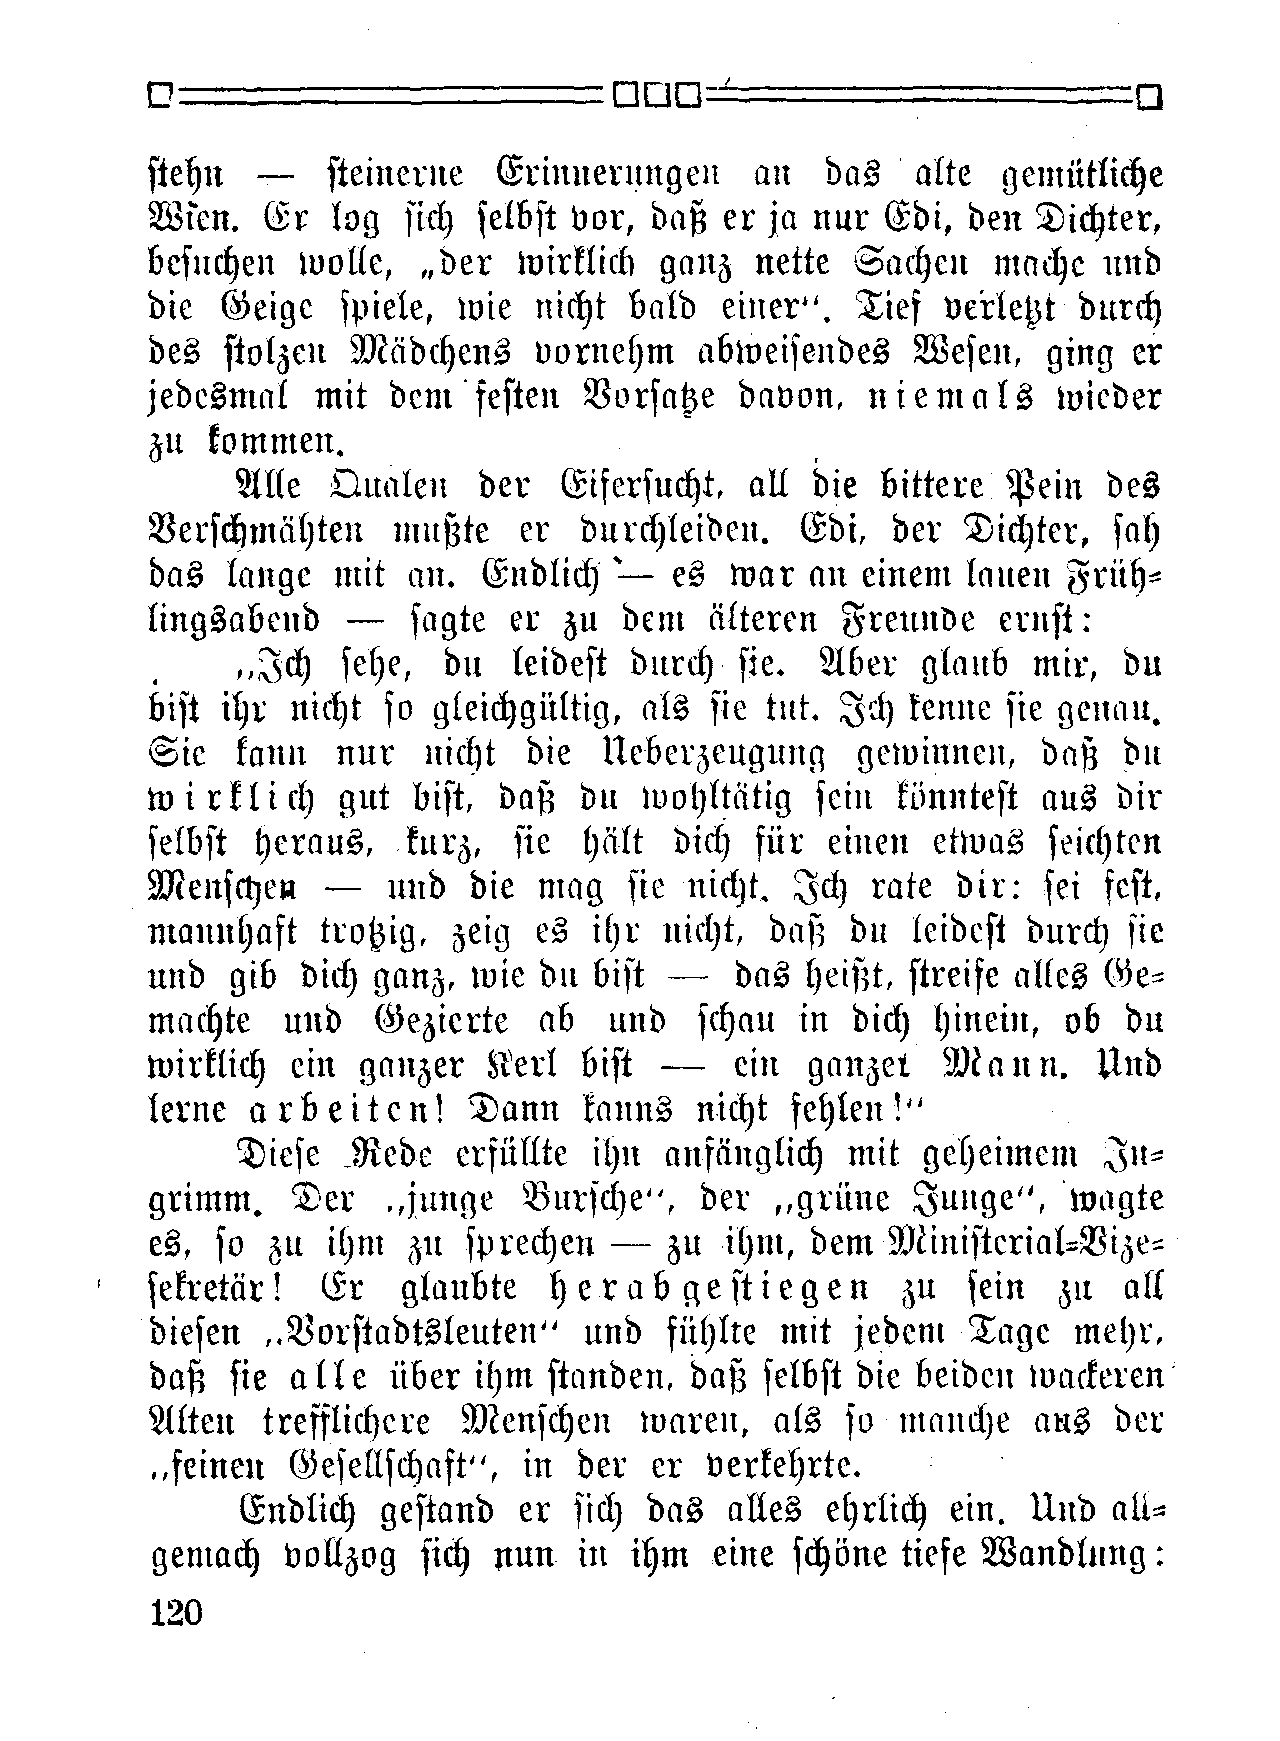 stehn — steinerne Erinnerungen an das alte gemütliche
Wien. Er log sich selbst vor, daß er ja nur Edi, den Dichter,
besuchen wolle, „der wirklich ganz nette Sachen mache und
die Geige spiele, wie nicht bald einer“. Tief verletzt durch
des stolzen Mädchens vornehm abweisendes Wesen, ging er
jedesmal mit dem festen Vorsatze davon, niemals wieder
zu kommen.
Alle Qualen der Eifersucht, all die bittere Pein des
Verschmähten mußte er durchleiden. Edi, der Dichter, sah
das lange mit an. Endlich — es war an einem lauen Früh-
lingsabend — sagte er zu dem älteren Freunde ernst:
„Ich sehe, du leidest durch sie. Aber glaub mir, du
bist ihr nicht so gleichgültig, als sie tut. Ich kenne sie genau.
Sie kann nur nicht die Ueberzeugung gewinnen, daß du
wirklich gut bist, daß du wohltätig sein könntest aus dir
selbst heraus, kurz, sie hält dich für einen etwas seichten
Menschen — und die mag sie nicht. Ich rate dir: sei fest,
mannhaft trotzig, zeig es ihr nicht, daß du leidest durch sie
und gib dich ganz, wie du bist — das heißt, streife alles Ge-
machte und Gezierte ab und schau in dich hinein, ob du
wirklich ein ganzer Kerl bist — ein ganzer Mann. Und
lerne arbeiten! Dann kanns nicht fehlen!“
Diese Rede erfüllte ihn anfänglich mit geheimem In-
grimm. Der „junge Bursche“, der „grüne Junge“, wagte
es, so zu ihm zu sprechen — zu ihm, dem Ministerial-Vize-
sekretär! Er glaubte herabgestiegen zu sein zu all
diesen „Vorstadtsleuten“ und fühlte mit jedem Tage mehr,
daß sie alle über ihm standen, daß selbst die beiden wackeren
Alten trefflichere Menschen waren, als so manche aus der
„feinen Gesellschaft“, in der er verkehrte.
Endlich gestand er sich das alles ehrlich ein. Und all-
gemach vollzog sich nun in ihm eine schöne tiefe Wandlung:
120